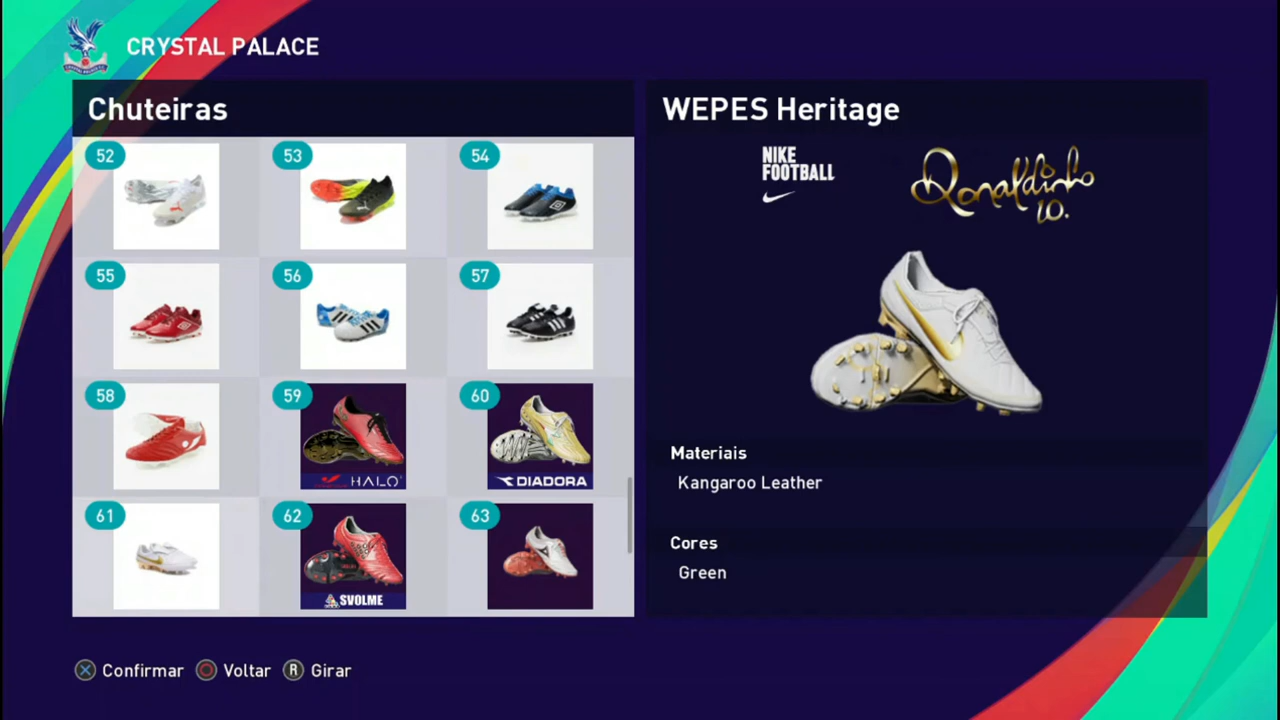 CRYSTAL PALACE
Chuteiras
52
53
54
55
56
57
58
59
HALO
60
DIADORA
61
62
SVOLME
63
WEPES Heritage
NIKE
FOOTBALL
Ronaldinho
10.
Materiais
Kangaroo Leather
Cores
Green
Confirmar
Voltar
R
Girar